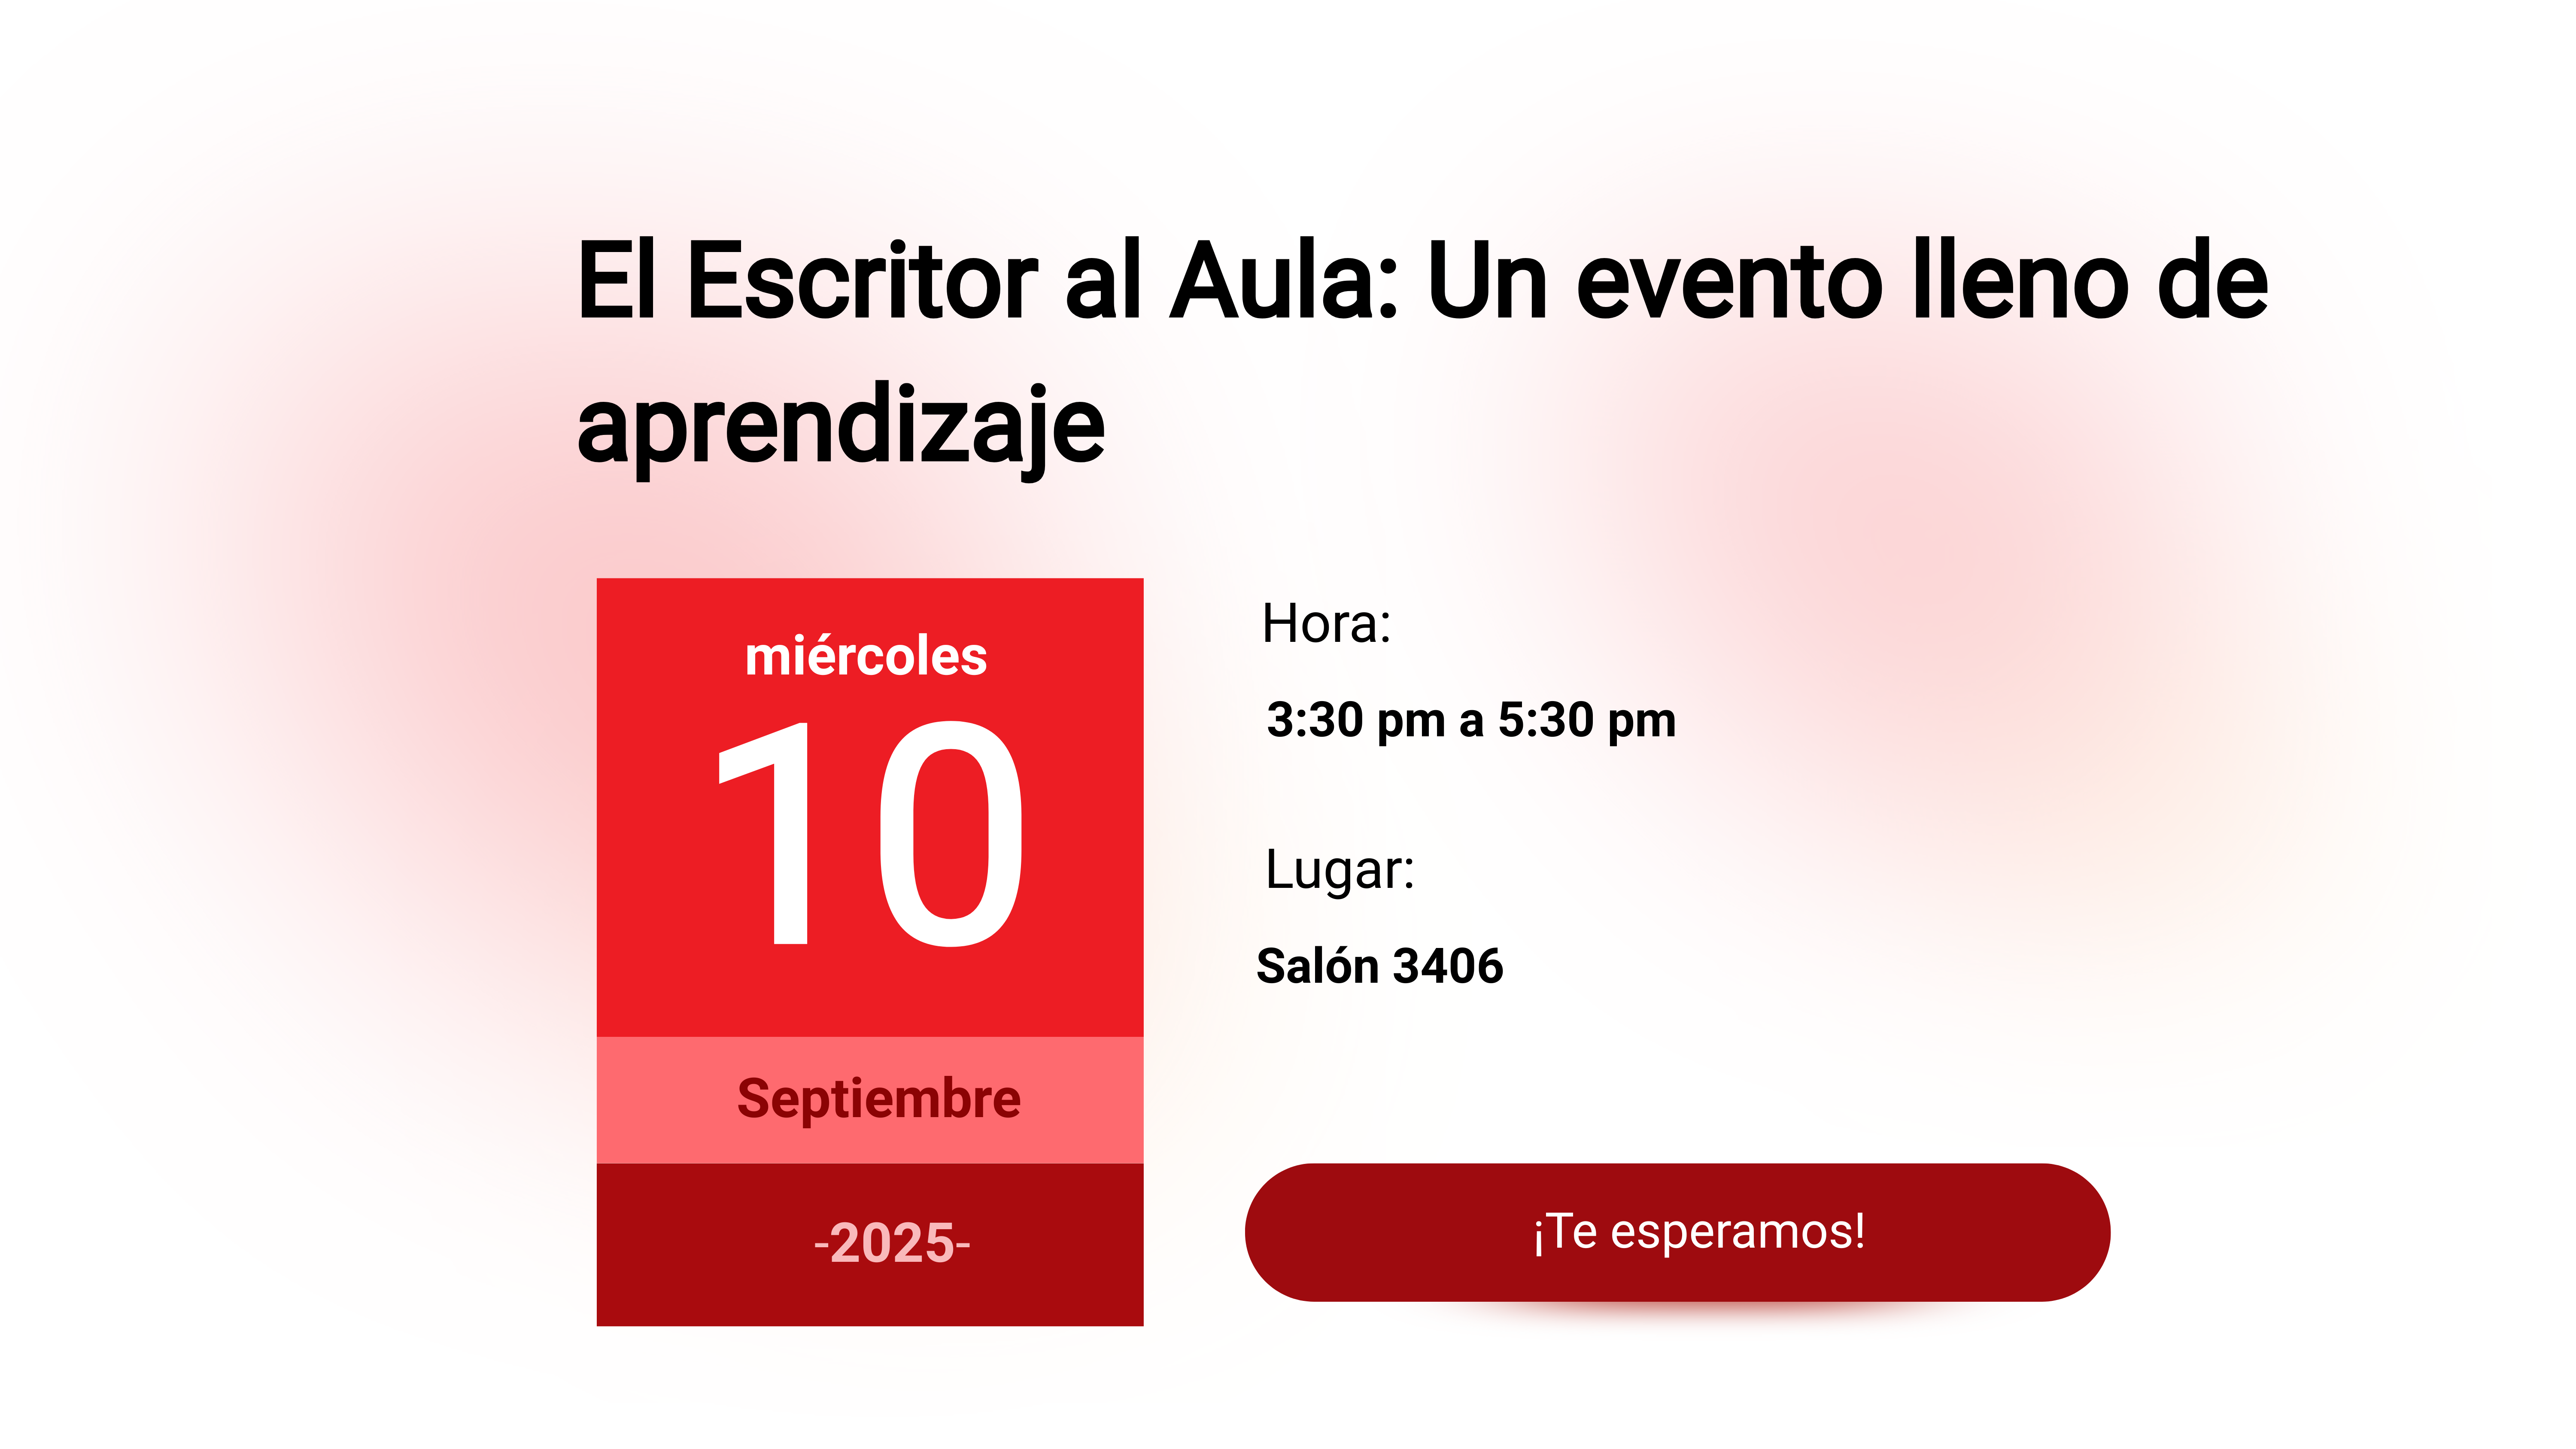 El Escritor al Aula: Un evento lleno de
aprendizaje
miércoles
10
Septiembre
-2025-
Hora:
3:30 pm a 5:30 pm
Lugar:
Salón 3406
¡Te esperamos!